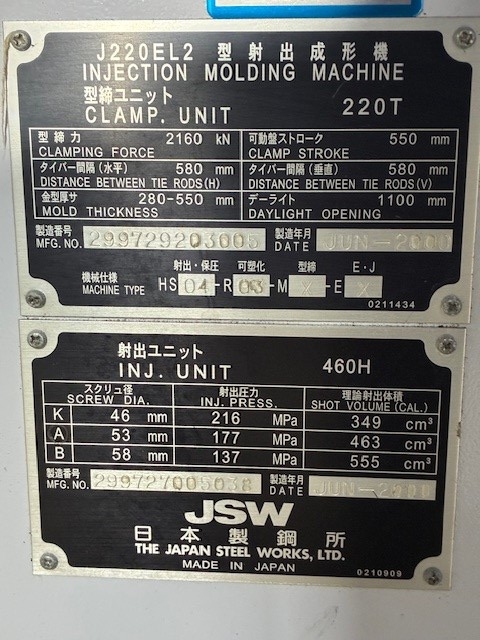 J220EL2 型射出成形機
INJECTION MOLDING MACHINE
型締ユニット
CLAMP. UNIT 220T
型締力 2160 kN 可動盤ストローク 550 mm
CLAMPING FORCE CLAMP STROKE
タイバー間隔（水平） 580 mm タイバー間隔（垂直） 580 mm
DISTANCE BETWEEN TIE RODS(H) DISTANCE BETWEEN TIE RODS(V)
金型厚サ 280-550 mm デーライト 1100 mm
MOLD THICKNESS DAYLIGHT OPENING
製造番号 製造年月
MFG. NO. 299729203005 DATE JUN-2000
射出・保圧 可塑化 型締 E・J
機械仕様
MACHINE TYPE HS 04-R 03-M X-E X
0211434
射出ユニット
INJ. UNIT 460H
スクリュ径 射出圧力 理論射出体積
SCREW DIA. INJ. PRESS. SHOT VOLUME (CAL.)
K 46 mm 216 MPa 349 cm³
A 53 mm 177 MPa 463 cm³
B 58 mm 137 MPa 555 cm³
製造番号 製造年月
MFG. NO. 299727005038 DATE JUN-2000
JSW
日本製鋼所
THE JAPAN STEEL WORKS, LTD.
MADE IN JAPAN
0210909